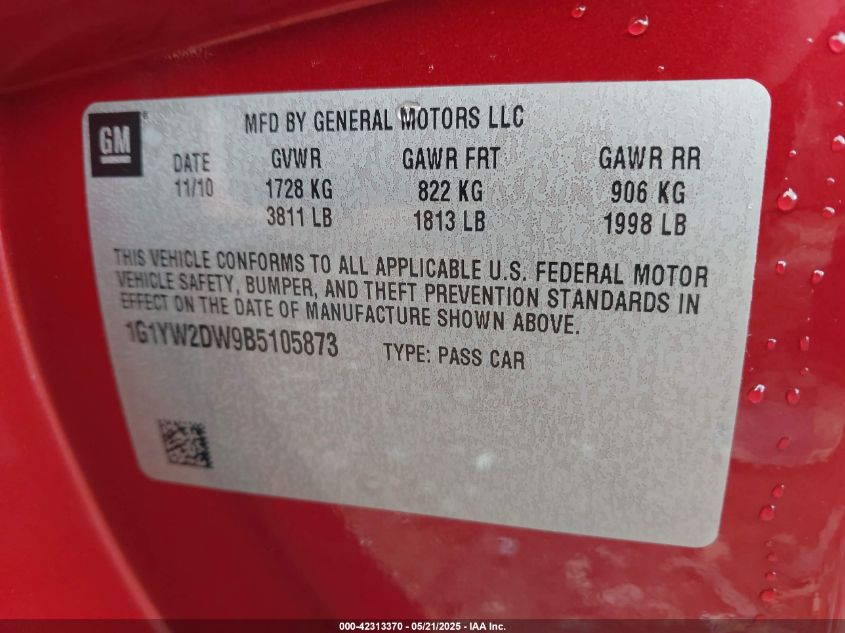 GM
MFD BY GENERAL MOTORS LLC
DATE GVWR GAWR FRT GAWR RR
11/10 1728 KG 822 KG 906 KG
3811 LB 1813 LB 1998 LB
THIS VEHICLE CONFORMS TO ALL APPLICABLE U.S. FEDERAL MOTOR
VEHICLE SAFETY, BUMPER, AND THEFT PREVENTION STANDARDS IN
EFFECT ON THE DATE OF MANUFACTURE SHOWN ABOVE.
1G1YW2DW9B5105873 TYPE: PASS CAR
000-42313370 - 05/21/2025 - IAA Inc.